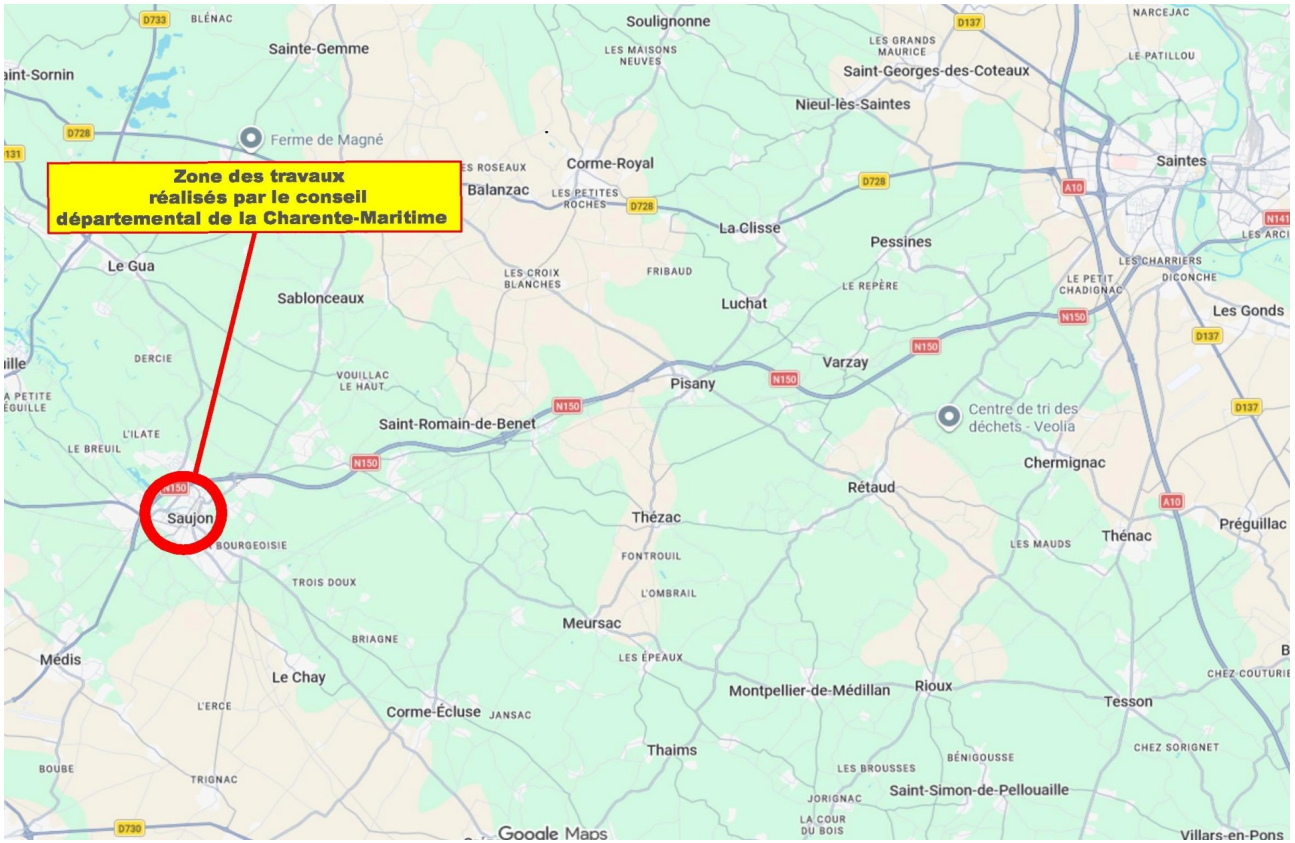 D733
BLÉNAC
Soulignonne
D137
NARCEJAC
Sainte-Gemme
LES MAISONS
NEUVES
LES GRANDS
MAURICE
LE PATILLOU
aint-Sornin
Saint-Georges-des-Coteaux
Nieul-lès-Saintes
D728
Ferme de Magné
131
Zone des travaux
réalisés par le conseil
départemental de la Charente-Maritime
ES ROSEAUX
Corme-Royal
Saintes
Balanzac
LES PETITES
ROCHES
D728
D728
A10
La Clisse
N141
LES ARCI
Pessines
Le Gua
LES CROIX
BLANCHES
FRIBAUD
LE REPÈRE
LES CHARRIERS
LE PETIT
CHADIGNAC
DICONCHE
Sablonceaux
Luchat
N150
Les Gonds
D137
ille
DERCIE
N150
Varzay
VOUILLAC
LE HAUT
Pisany
N150
A PETITE
ÉGUILLE
N150
Centre de tri des
déchets - Veolia
D137
L'ILATE
Saint-Romain-de-Benet
LE BREUIL
N150
Chermignac
N150
Rétaud
A10
Saujon
Thézac
Thénac
Préguillac
BOURGEOISIE
LES MAUDS
FONTROUIL
TROIS DOUX
L'OMBRAIL
Meursac
BRIAGNE
Médis
LES ÉPEAUX
B
Le Chay
Montpellier-de-Médillan
Rioux
CHEZ COUTURIE
L'ERCE
Corme-Écluse
JANSAC
Tesson
Thaims
CHEZ SORIGNET
BOUBE
TRIGNAC
LES BROUSSES
BÉNIGOUSSE
JORIGNAC
Saint-Simon-de-Pellouaille
LA COUR
DU BOIS
D730
Google Maps
Villars-en-Pons